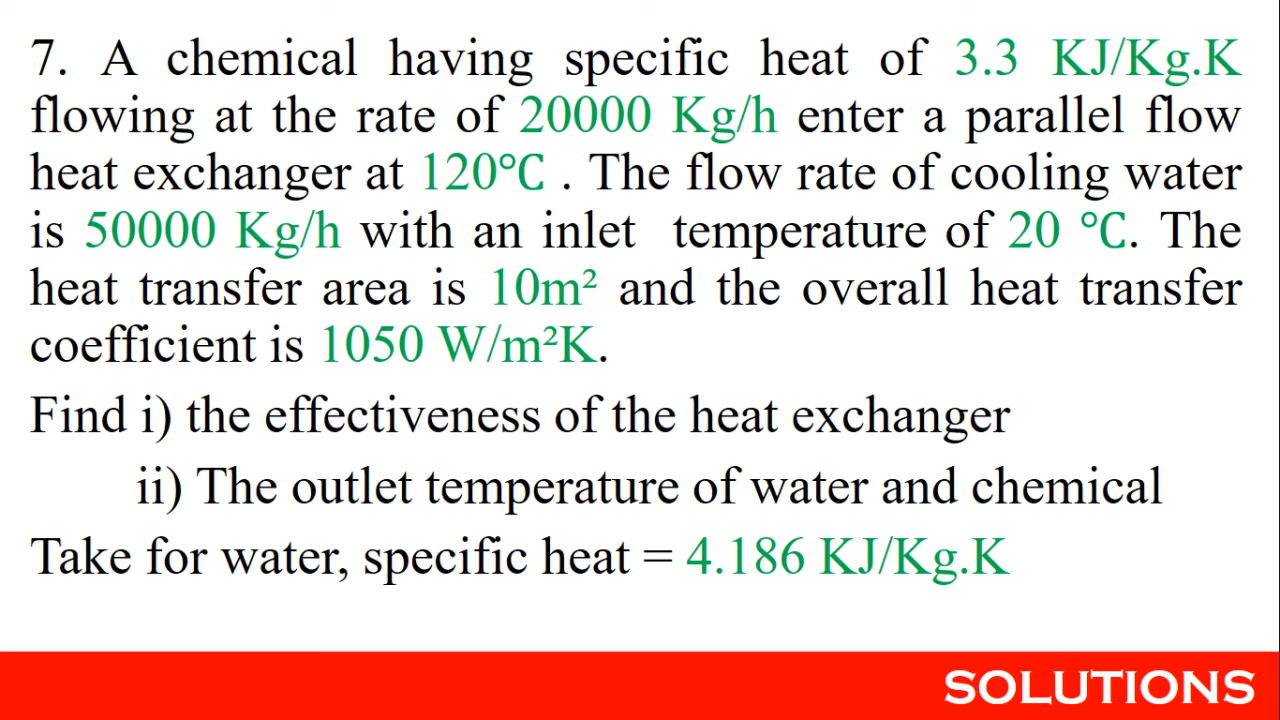 7. A chemical having specific heat of 3.3 KJ/Kg.K
flowing at the rate of 20000 Kg/h enter a parallel flow
heat exchanger at 120℃ . The flow rate of cooling water
is 50000 Kg/h with an inlet temperature of 20 ℃. The
heat transfer area is 10m² and the overall heat transfer
coefficient is 1050 W/m²K.
Find i) the effectiveness of the heat exchanger
ii) The outlet temperature of water and chemical
Take for water, specific heat = 4.186 KJ/Kg.K
SOLUTIONS